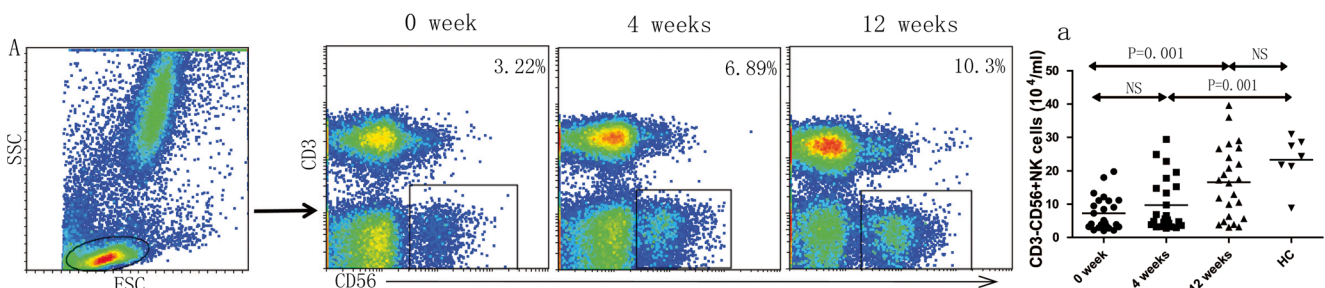 A
0 week
4 weeks
12 weeks
a
3.22%
6.89%
10.3%
SSC
FSC
CD3
CD56
P=0.001
NS
NS
P=0.001
CD3-CD56+NK cells (10^4/ml)
50
40
30
20
10
0
0 week
4 weeks
12 weeks
HC